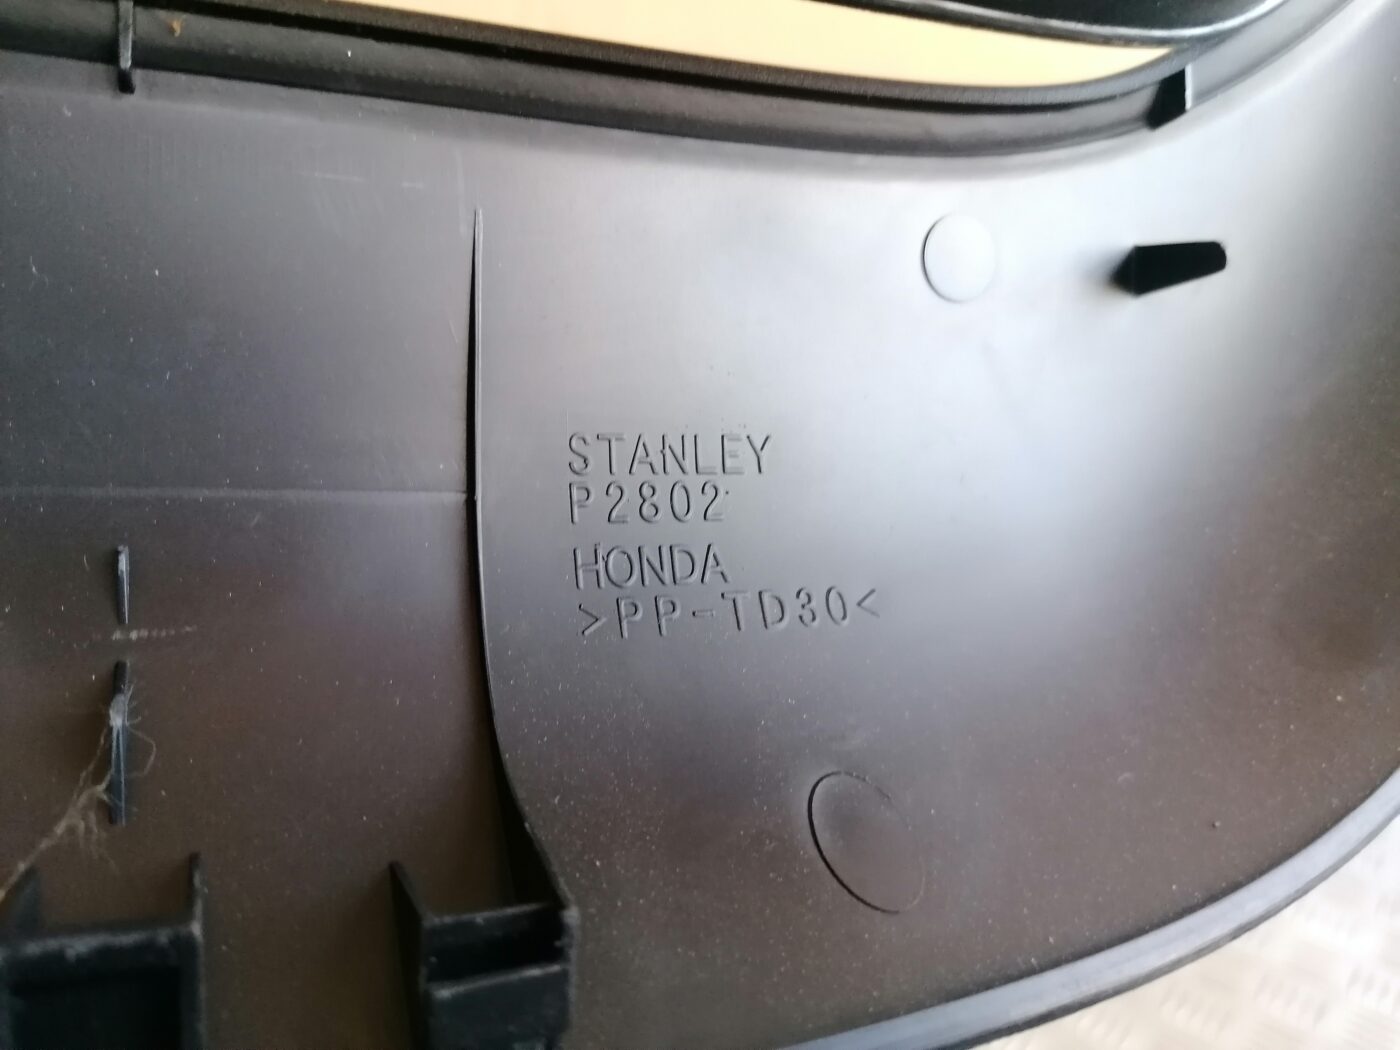 STANLEY
P2802
HONDA
>PP-TD30<